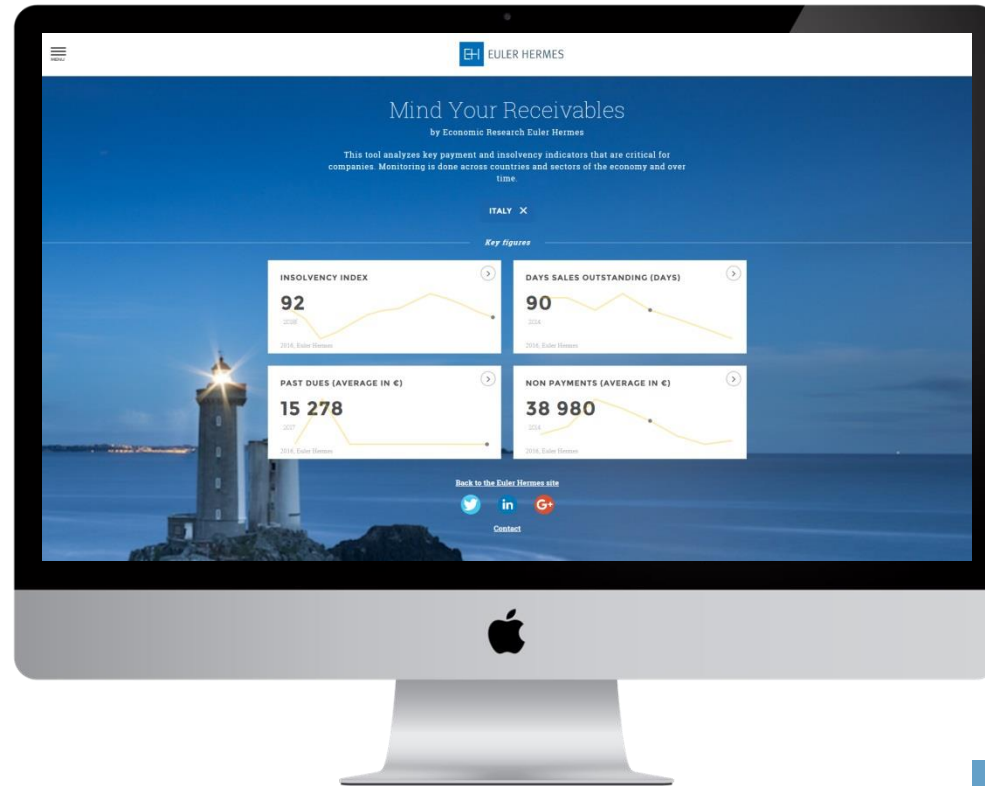 MENU
EH EULER HERMES
Mind Your Receivables
by Economic Research Euler Hermes
This tool analyzes key payment and insolvency indicators that are critical for
companies. Monitoring is done across countries and sectors of the economy and over
time.
ITALY ✕
Key figures
INSOLVENCY INDEX
92
2016, Euler Hermes
DAYS SALES OUTSTANDING (DAYS)
90
2014
2016, Euler Hermes
PAST DUES (AVERAGE IN €)
15 278
2017
2016, Euler Hermes
NON PAYMENTS (AVERAGE IN €)
38 980
2014
2016, Euler Hermes
Back to the Euler Hermes site
in G+
Contact